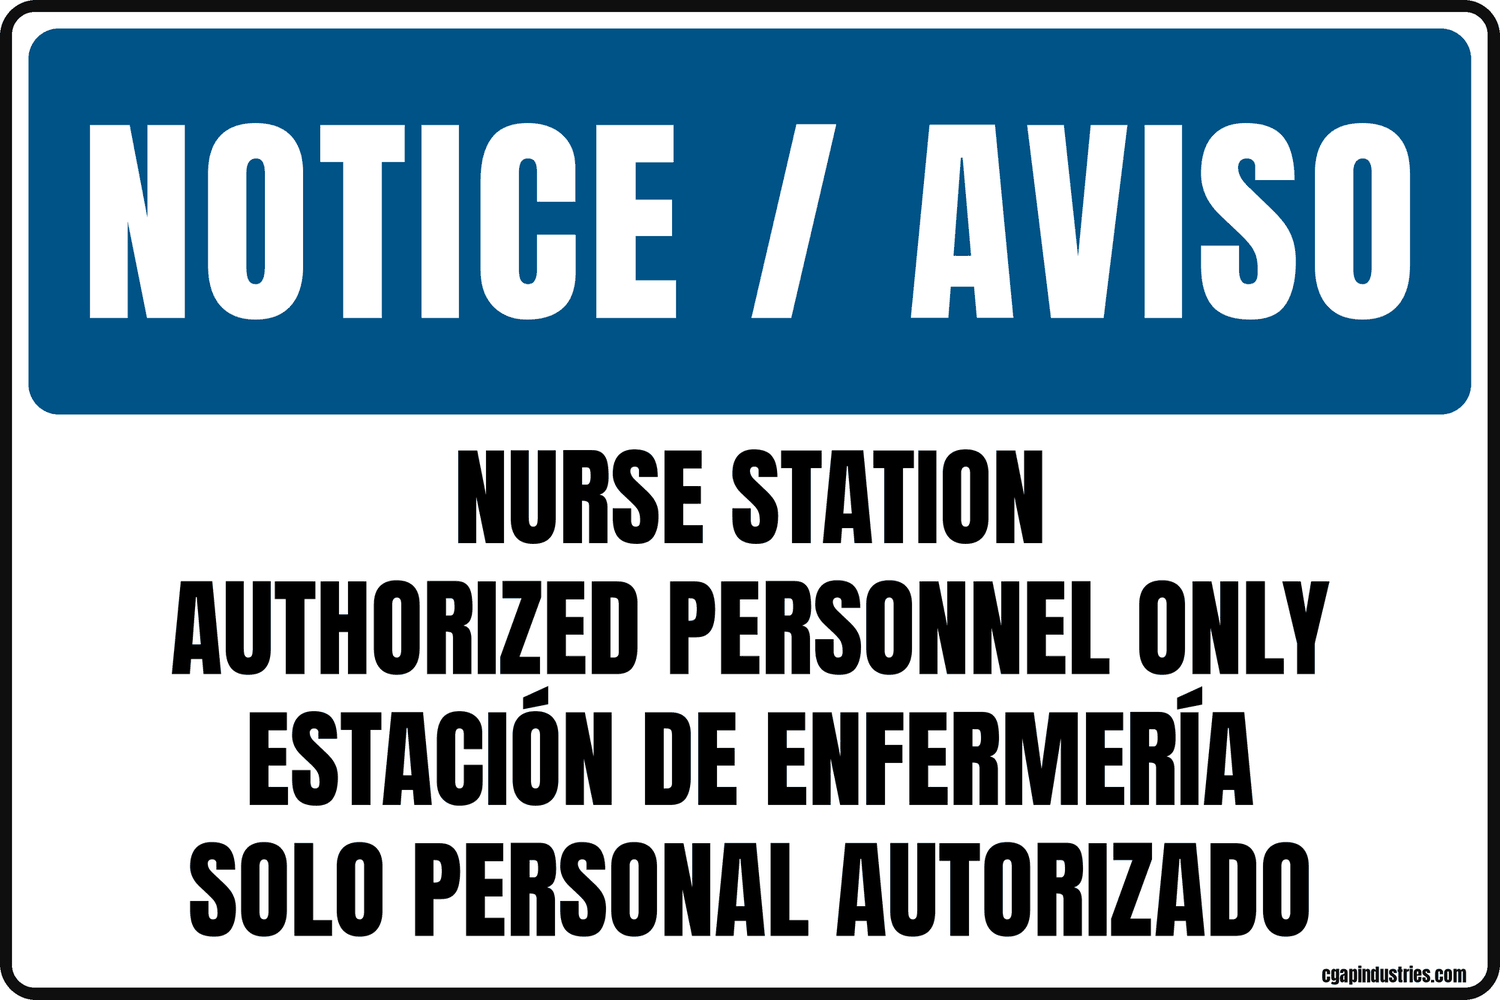 NOTICE / AVISO
NURSE STATION
AUTHORIZED PERSONNEL ONLY
ESTACIÓN DE ENFERMERÍA
SOLO PERSONAL AUTORIZADO
cgapindustries.com